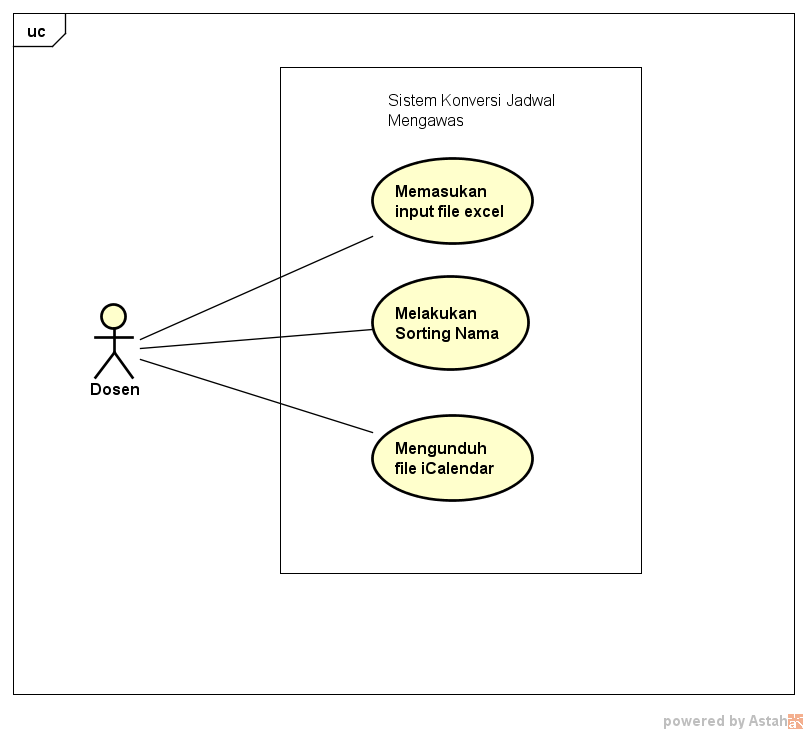 uc
Sistem Konversi Jadwal
Mengawas
Memasukan
input file excel
Melakukan
Sorting Nama
Mengunduh
file iCalendar
Dosen
powered by Astah